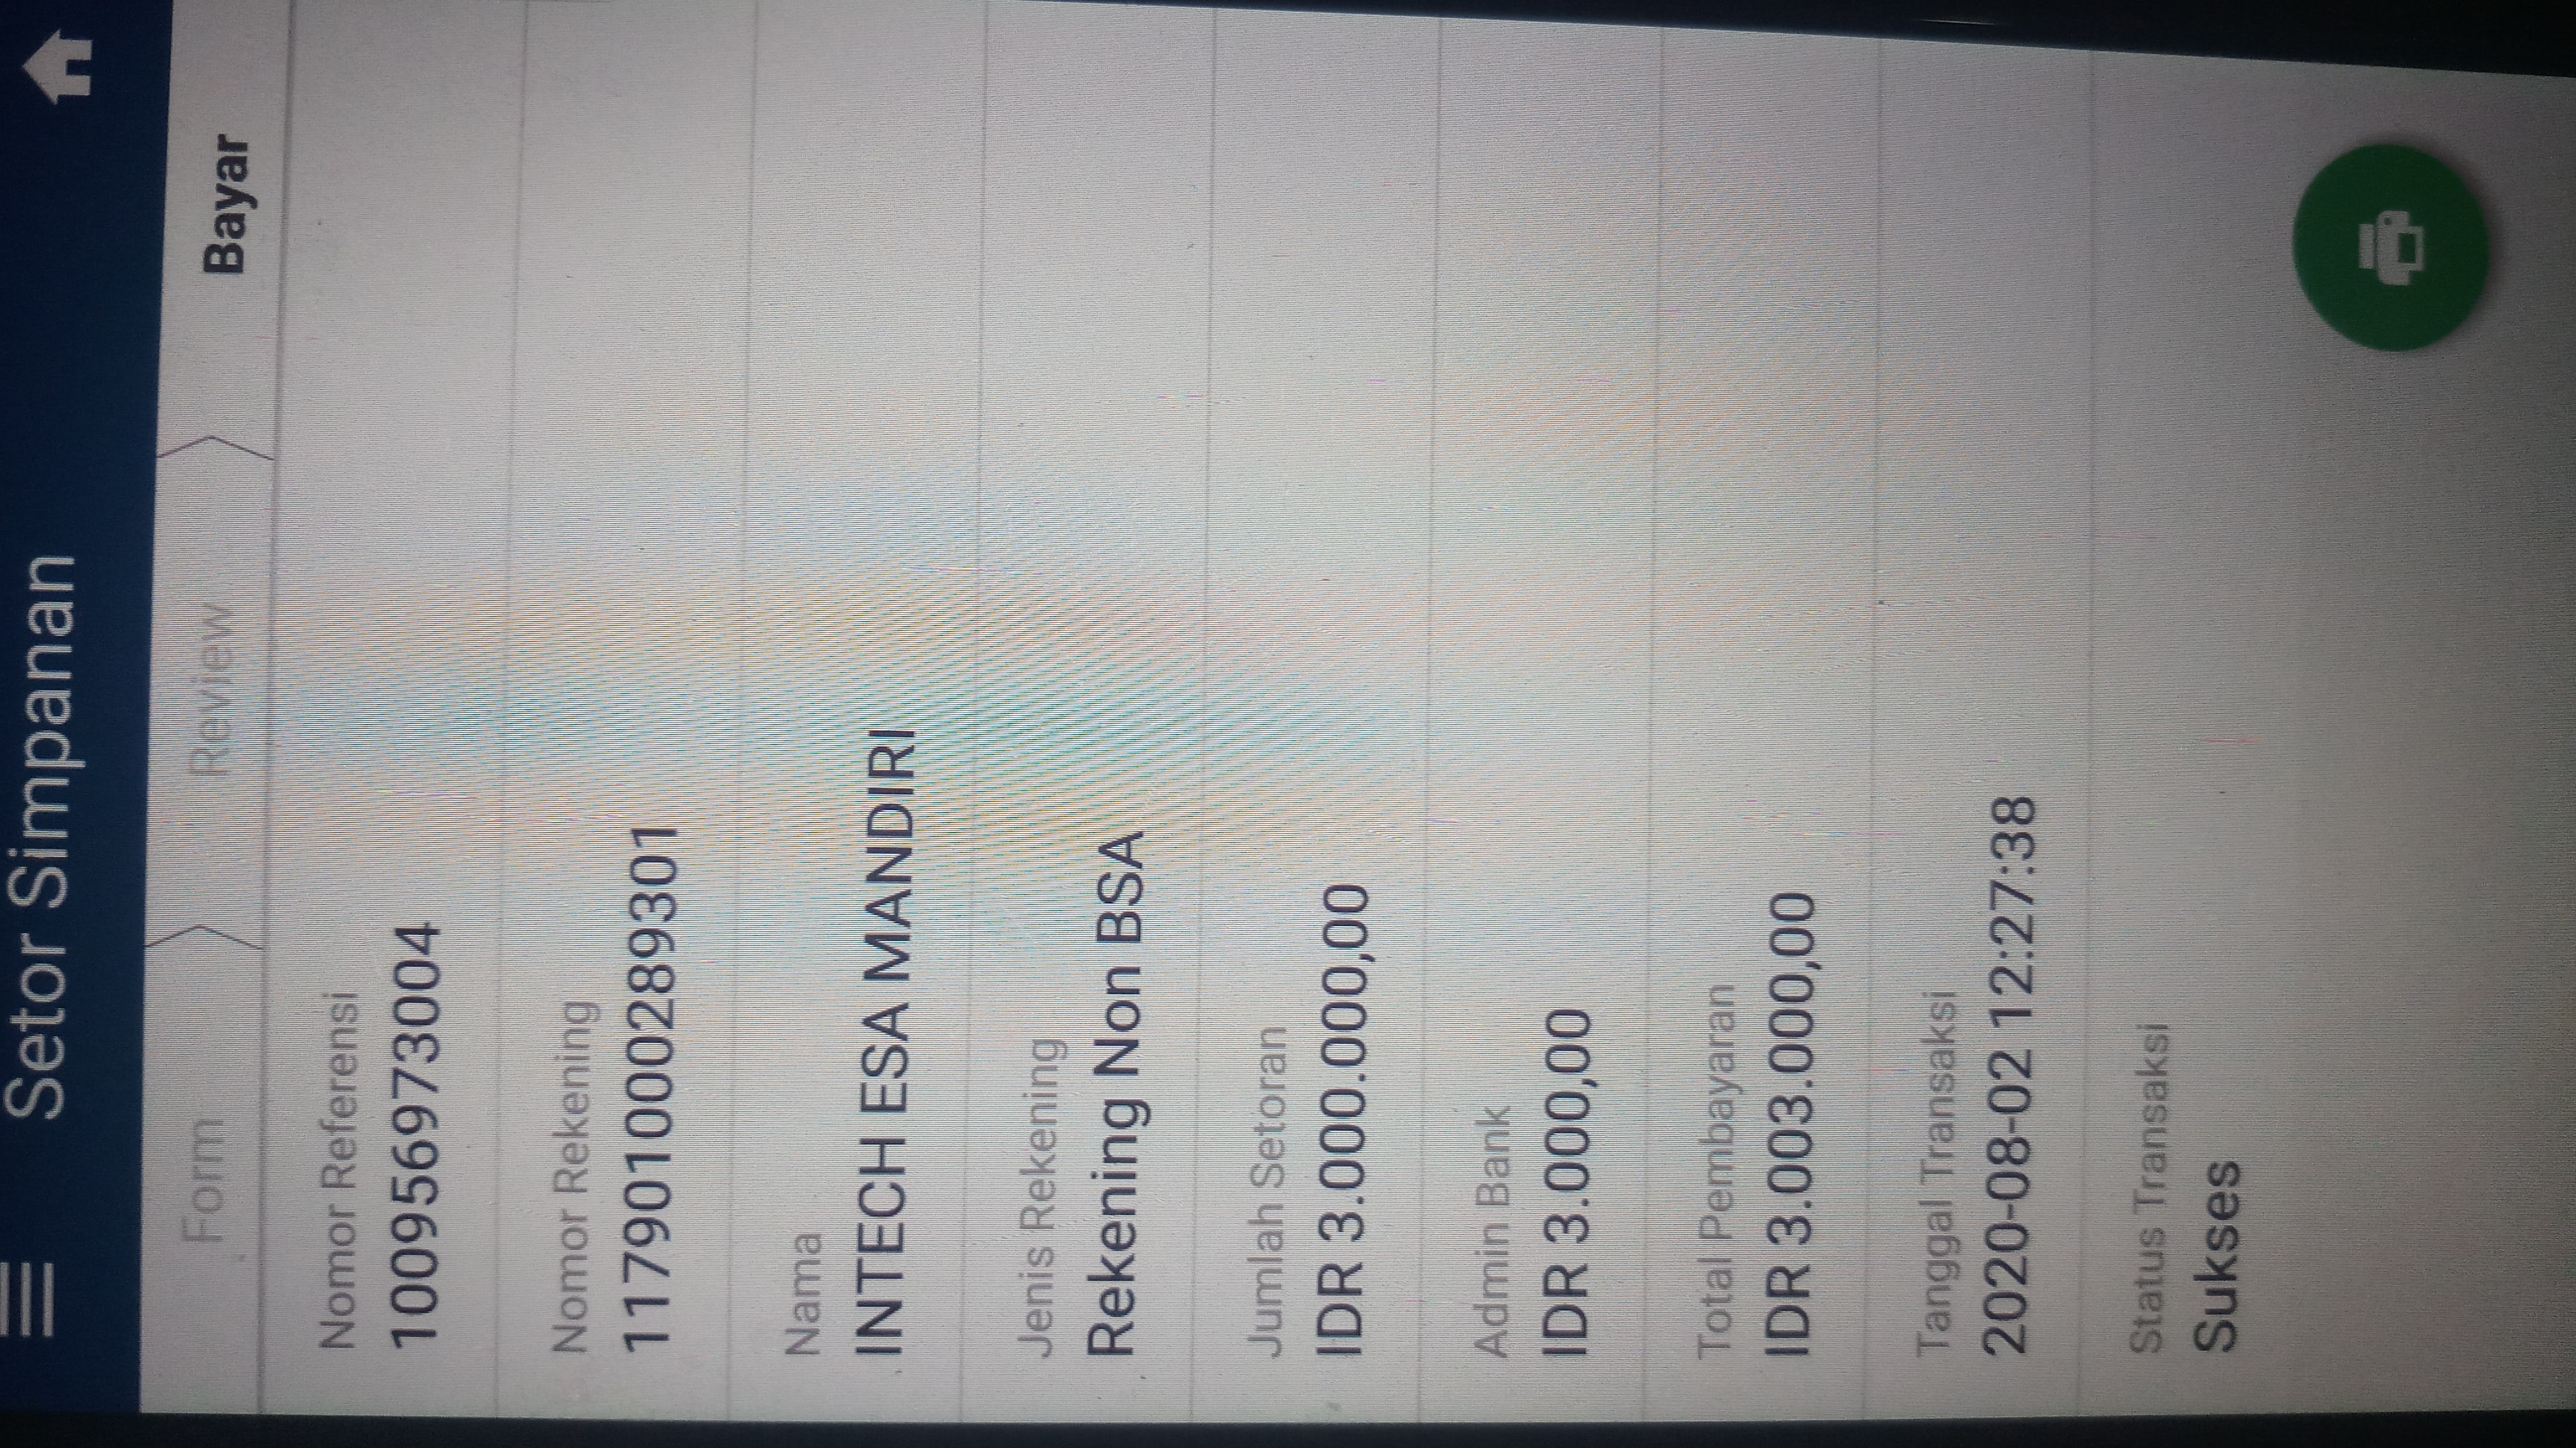 Setor Simpanan
Form
Review
Bayar
Nomor Referensi
100956973004
Nomor Rekening
117901000289301
Nama
INTECH ESA MANDIRI
Jenis Rekening
Rekening Non BSA
Jumlah Setoran
IDR 3.000.000,00
Admin Bank
IDR 3.000,00
Total Pembayaran
IDR 3.003.000,00
Tanggal Transaksi
2020-08-02 12:27:38
Status Transaksi
Sukses